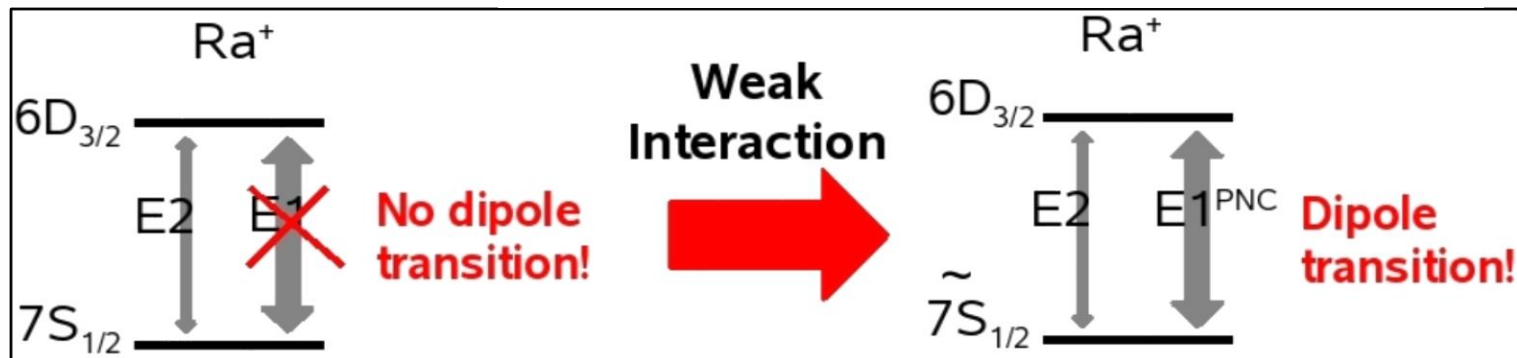 Ra⁺
6D₃/₂
E2 E1
No dipole
transition!
7S₁/₂
Weak
Interaction
Ra⁺
6D₃/₂
E2 E1ᴾᴺᶜ
Dipole
transition!
~
7S₁/₂